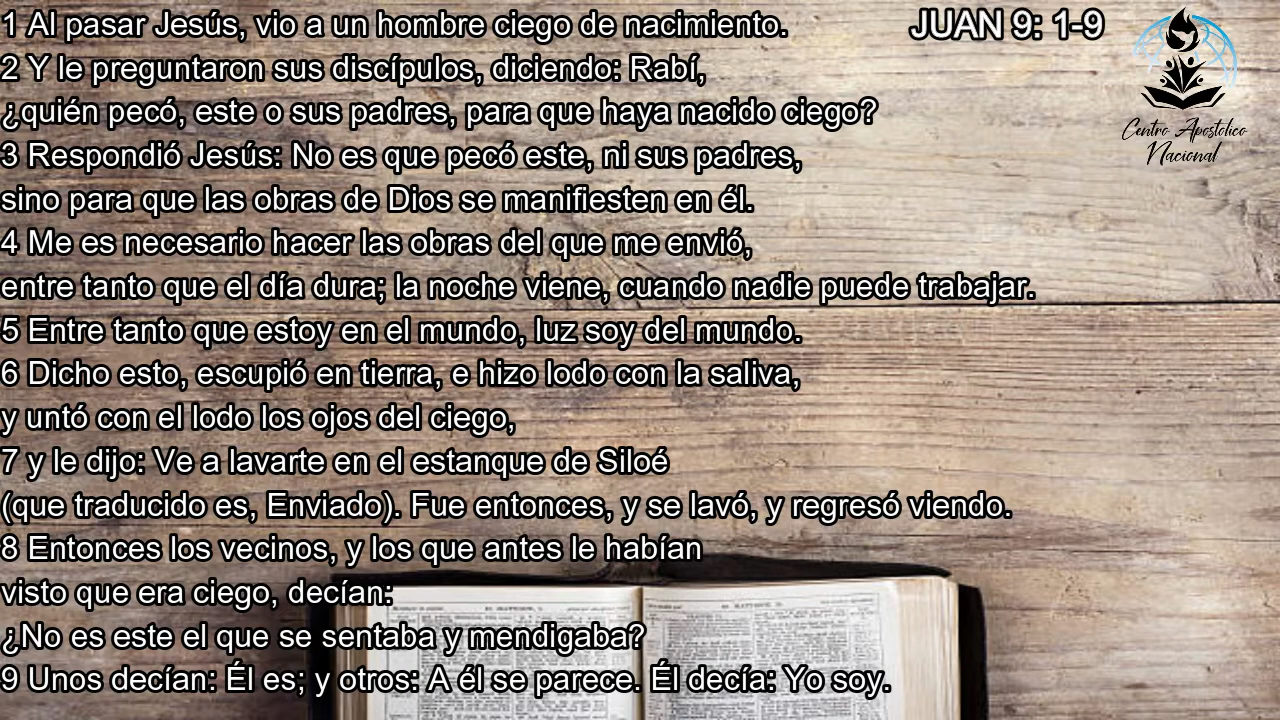 1 Al pasar Jesús, vio a un hombre ciego de nacimiento.
JUAN 9: 1-9
2 Y le preguntaron sus discípulos, diciendo: Rabí,
¿quién pecó, este o sus padres, para que haya nacido ciego?
Centro Apostolico
Nacional
3 Respondió Jesús: No es que pecó este, ni sus padres,
sino para que las obras de Dios se manifiesten en él.
4 Me es necesario hacer las obras del que me envió,
entre tanto que el día dura; la noche viene, cuando nadie puede trabajar.
5 Entre tanto que estoy en el mundo, luz soy del mundo.
6 Dicho esto, escupió en tierra, e hizo lodo con la saliva,
y untó con el lodo los ojos del ciego,
7 y le dijo: Ve a lavarte en el estanque de Siloé
(que traducido es, Enviado). Fue entonces, y se lavó, y regresó viendo.
8 Entonces los vecinos, y los que antes le habían
visto que era ciego, decían:
¿No es este el que se sentaba y mendigaba?
9 Unos decían: Él es; y otros: A él se parece. Él decía: Yo soy.